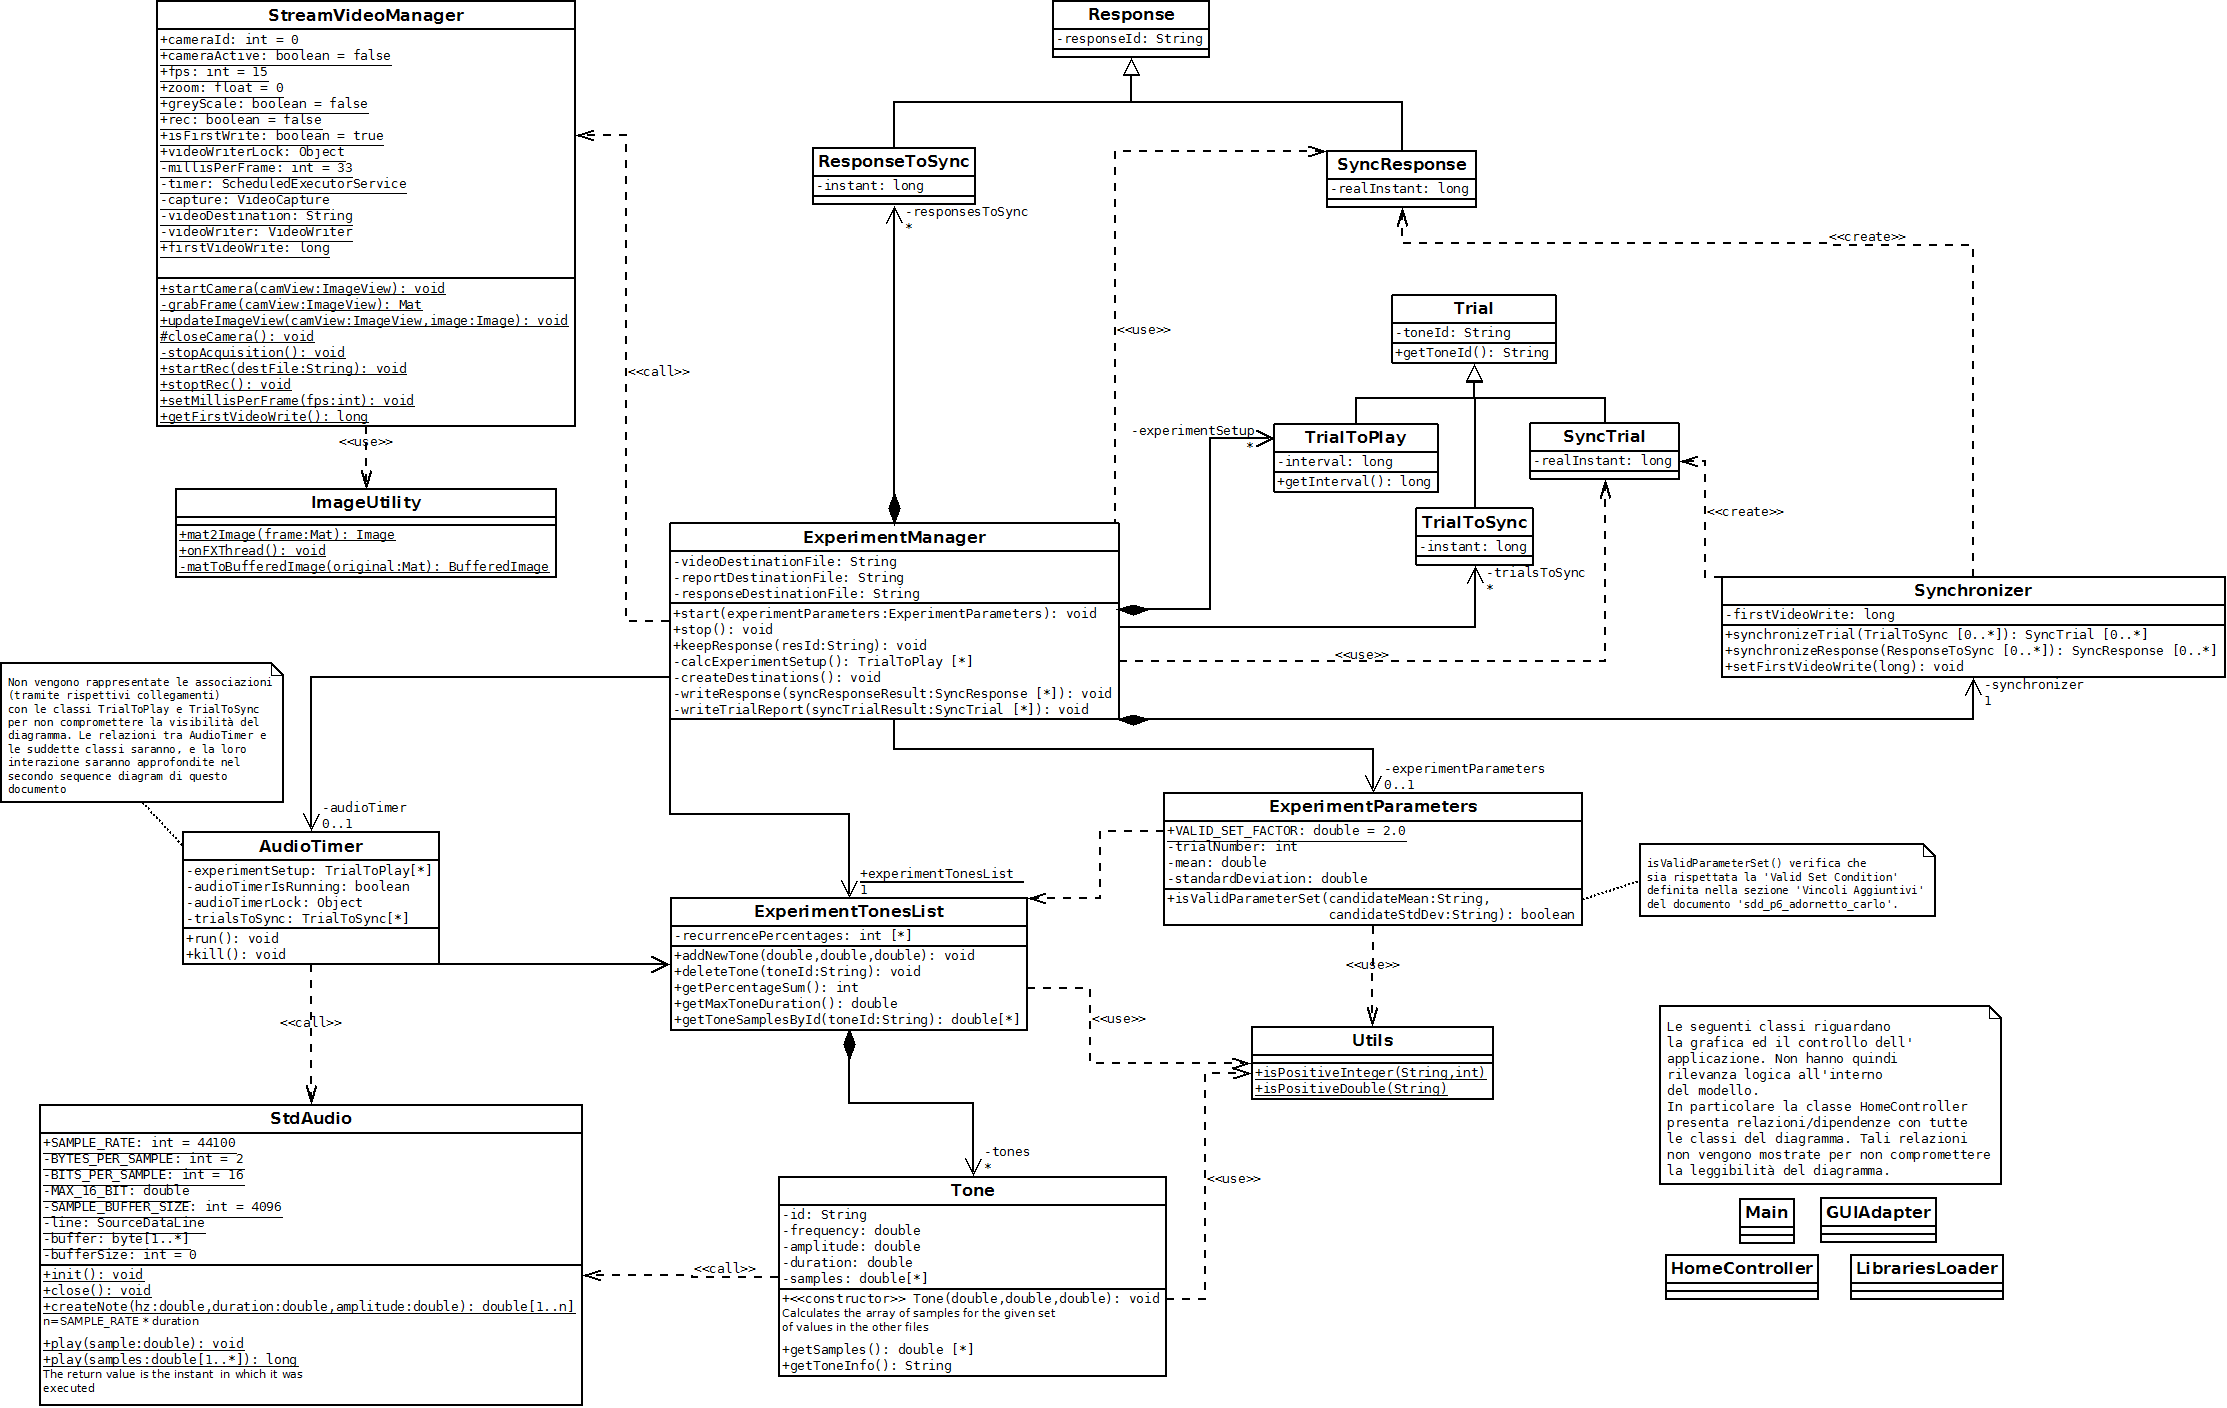 StreamVideoManager
+cameraId: int = 0
+cameraActive: boolean = false
+fps: int = 15
+zoom: float = 0
+greyScale: boolean = false
+rec: boolean = false
+isFirstWrite: boolean = true
+videoWriterLock: Object
-millisPerFrame: int = 33
-timer: ScheduledExecutorService
-capture: VideoCapture
-videoDestination: String
-videoWriter: VideoWriter
+firstVideoWrite: long
+startCamera(camView:ImageView): void
-grabFrame(camView:ImageView): Mat
+updateImageView(camView:ImageView,image:Image): void
#closeCamera(): void
-stopAcquisition(): void
+startRec(destFile:String): void
+stoptRec(): void
+setMillisPerFrame(fps:int): void
+getFirstVideoWrite(): long
<<use>>
ImageUtility
+mat2Image(frame:Mat): Image
+onFXThread(): void
-matToBufferedImage(original:Mat): BufferedImage
<<call>>
Response
-responseId: String
ResponseToSync
-instant: long
-responsesToSync
*
SyncResponse
-realInstant: long
<<create>>
<<use>>
Trial
-toneId: String
+getToneId(): String
-experimentSetup
*
TrialToPlay
-interval: long
+getInterval(): long
SyncTrial
-realInstant: long
<<create>>
TrialToSync
-instant: long
-trialsToSync
*
ExperimentManager
-videoDestinationFile: String
-reportDestinationFile: String
-responseDestinationFile: String
+start(experimentParameters:ExperimentParameters): void
+stop(): void
+keepResponse(resId:String): void
-calcExperimentSetup(): TrialToPlay [*]
-createDestinations(): void
-writeResponse(syncResponseResult:SyncResponse [*]): void
-writeTrialReport(syncTrialResult:SyncTrial [*]): void
<<use>>
Synchronizer
-firstVideoWrite: long
+synchronizeTrial(TrialToSync [0..*]): SyncTrial [0..*]
+synchronizeResponse(ResponseToSync [0..*]): SyncResponse [0..*]
+setFirstVideoWrite(long): void
-synchronizer
1
Non vengono rappresentate le associazioni
(tramite rispettivi collegamenti)
con le classi TrialToPlay e TrialToSync
per non compromettere la visibilità del
diagramma. Le relazioni tra AudioTimer e
le suddette classi saranno, e la loro
interazione saranno approfondite nel
secondo sequence diagram di questo
documento
-audioTimer
0..1
AudioTimer
-experimentSetup: TrialToPlay[*]
-audioTimerIsRunning: boolean
-audioTimerLock: Object
-trialsToSync: TrialToSync[*]
+run(): void
+kill(): void
<<call>>
-experimentParameters
0..1
ExperimentParameters
+VALID_SET_FACTOR: double = 2.0
-trialNumber: int
-mean: double
-standardDeviation: double
+isValidParameterSet(candidateMean:String,
candidateStdDev:String): boolean
isValidParameterSet() verifica che
sia rispettata la 'Valid Set Condition'
definita nella sezione 'Vincoli Aggiuntivi'
del documento 'sdd_p6_adornetto_carlo'.
+experimentTonesList
1
ExperimentTonesList
-recurrencePercentages: int [*]
+addNewTone(double,double,double): void
+deleteTone(toneId:String): void
+getPercentageSum(): int
+getMaxToneDuration(): double
+getToneSamplesById(toneId:String): double[*]
<<use>>
<<use>>
Utils
+isPositiveInteger(String,int)
+isPositiveDouble(String)
Le seguenti classi riguardano
la grafica ed il controllo dell'
applicazione. Non hanno quindi
rilevanza logica all'interno
del modello.
In particolare la classe HomeController
presenta relazioni/dipendenze con tutte
le classi del diagramma. Tali relazioni
non vengono mostrate per non compromettere
la leggibilità del diagramma.
StdAudio
+SAMPLE_RATE: int = 44100
-BYTES_PER_SAMPLE: int = 2
-BITS_PER_SAMPLE: int = 16
-MAX_16_BIT: double
-SAMPLE_BUFFER_SIZE: int = 4096
-line: SourceDataLine
-buffer: byte[1..*]
-bufferSize: int = 0
+init(): void
+close(): void
+createNote(hz:double,duration:double,amplitude:double): double[1..n]
n=SAMPLE_RATE * duration
+play(sample:double): void
+play(samples:double[1..*]): long
The return value is the instant in which it was
executed
<<call>>
-tones
*
Tone
-id: String
-frequency: double
-amplitude: double
-duration: double
-samples: double[*]
+<<constructor>> Tone(double,double,double): void
Calculates the array of samples for the given set
of values in the other files
+getSamples(): double [*]
+getToneInfo(): String
<<use>>
Main
GUIAdapter
HomeController
LibrariesLoader